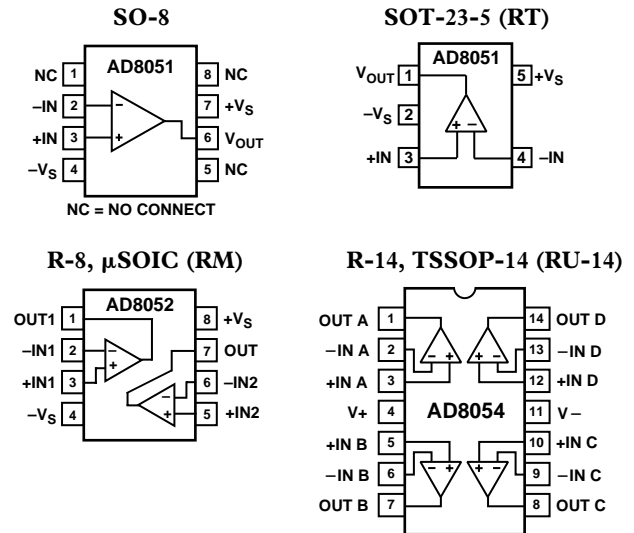 SO-8
AD8051
NC 1
8 NC
–IN 2
– 7 +VS
+IN 3
+ 6 VOUT
–VS 4
5 NC
NC = NO CONNECT
SOT-23-5 (RT)
AD8051
VOUT 1
5 +VS
–VS 2
+ –
+IN 3
4 –IN
R-8, μSOIC (RM)
AD8052
OUT1 1
8 +VS
–IN1 2
– 7 OUT
+IN1 3
+ – 6 –IN2
–VS 4
+ 5 +IN2
R-14, TSSOP-14 (RU-14)
OUT A 1
14 OUT D
–IN A 2
– + + –
13 –IN D
+IN A 3
12 +IN D
V+ 4
AD8054
11 V–
+IN B 5
10 +IN C
–IN B 6
– + + –
9 –IN C
OUT B 7
8 OUT C